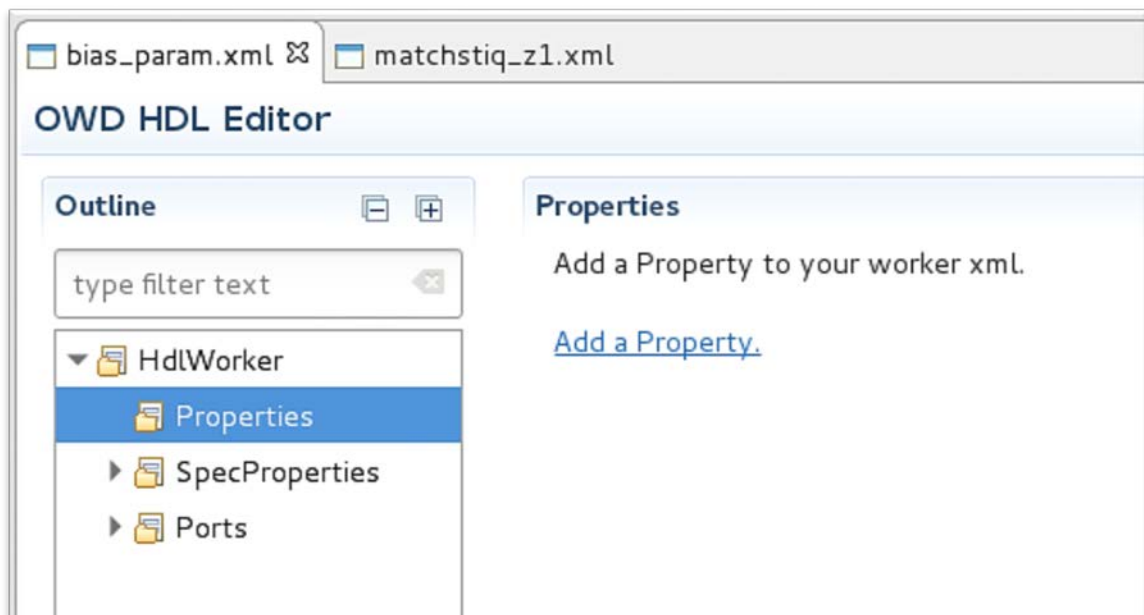 bias_param.xml
matchstiq_z1.xml
OWD HDL Editor
Outline
type filter text
HdlWorker
Properties
SpecProperties
Ports
Properties
Add a Property to your worker xml.
Add a Property.